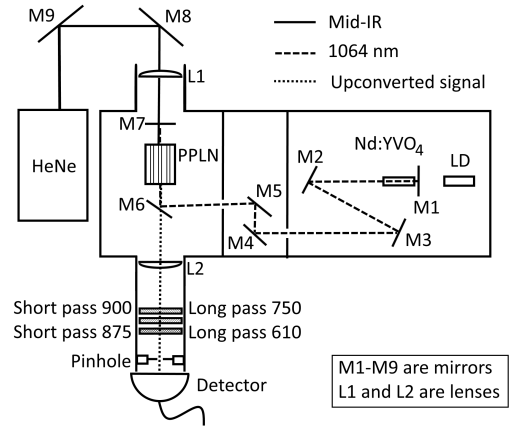 M9
M8
Mid-IR
1064 nm
Upconverted signal
L1
M7
HeNe
PPLN
Nd:YVO4
LD
M2
M1
M6
M5
M4
M3
L2
Short pass 900
Long pass 750
Short pass 875
Long pass 610
Pinhole
Detector
M1-M9 are mirrors
L1 and L2 are lenses